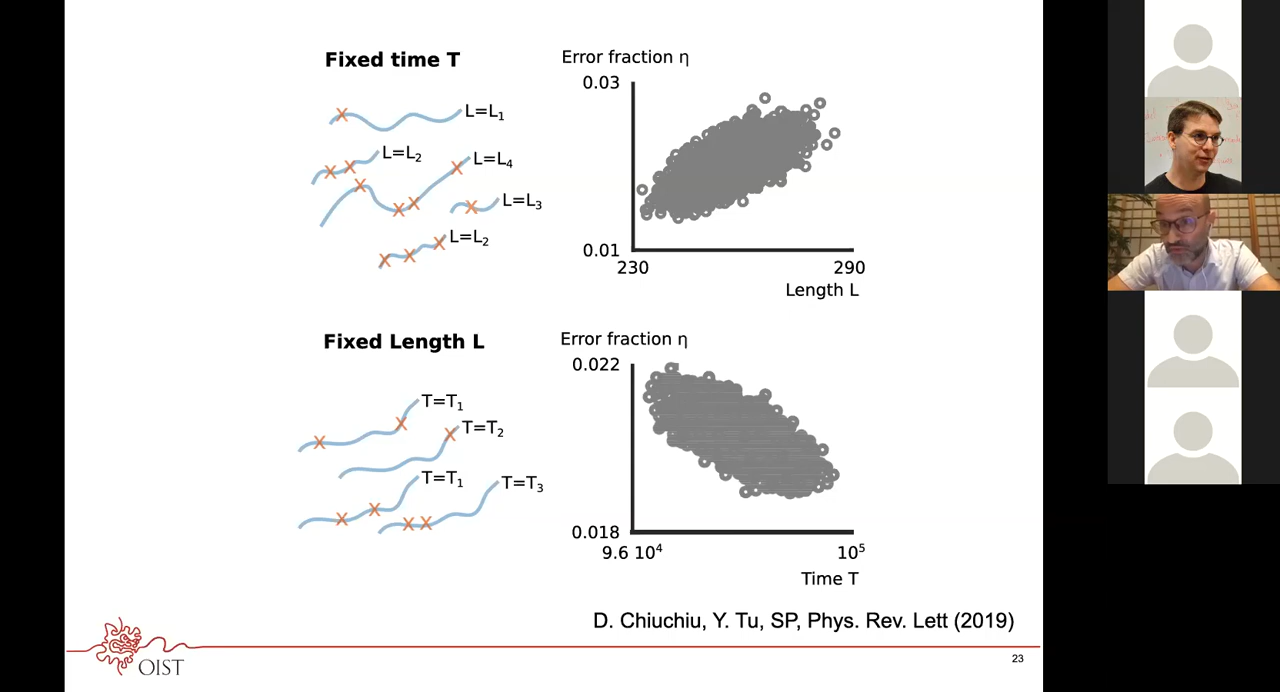 Fixed time T
L=L1
L=L2
L=L4
L=L3
L=L2
Error fraction η
0.03
0.01
230
290
Length L
Fixed Length L
T=T1
T=T2
T=T1
T=T3
Error fraction η
0.022
0.018
9.6 10⁴
10⁵
Time T
D. Chiuchiu, Y. Tu, SP, Phys. Rev. Lett (2019)
OIST
23